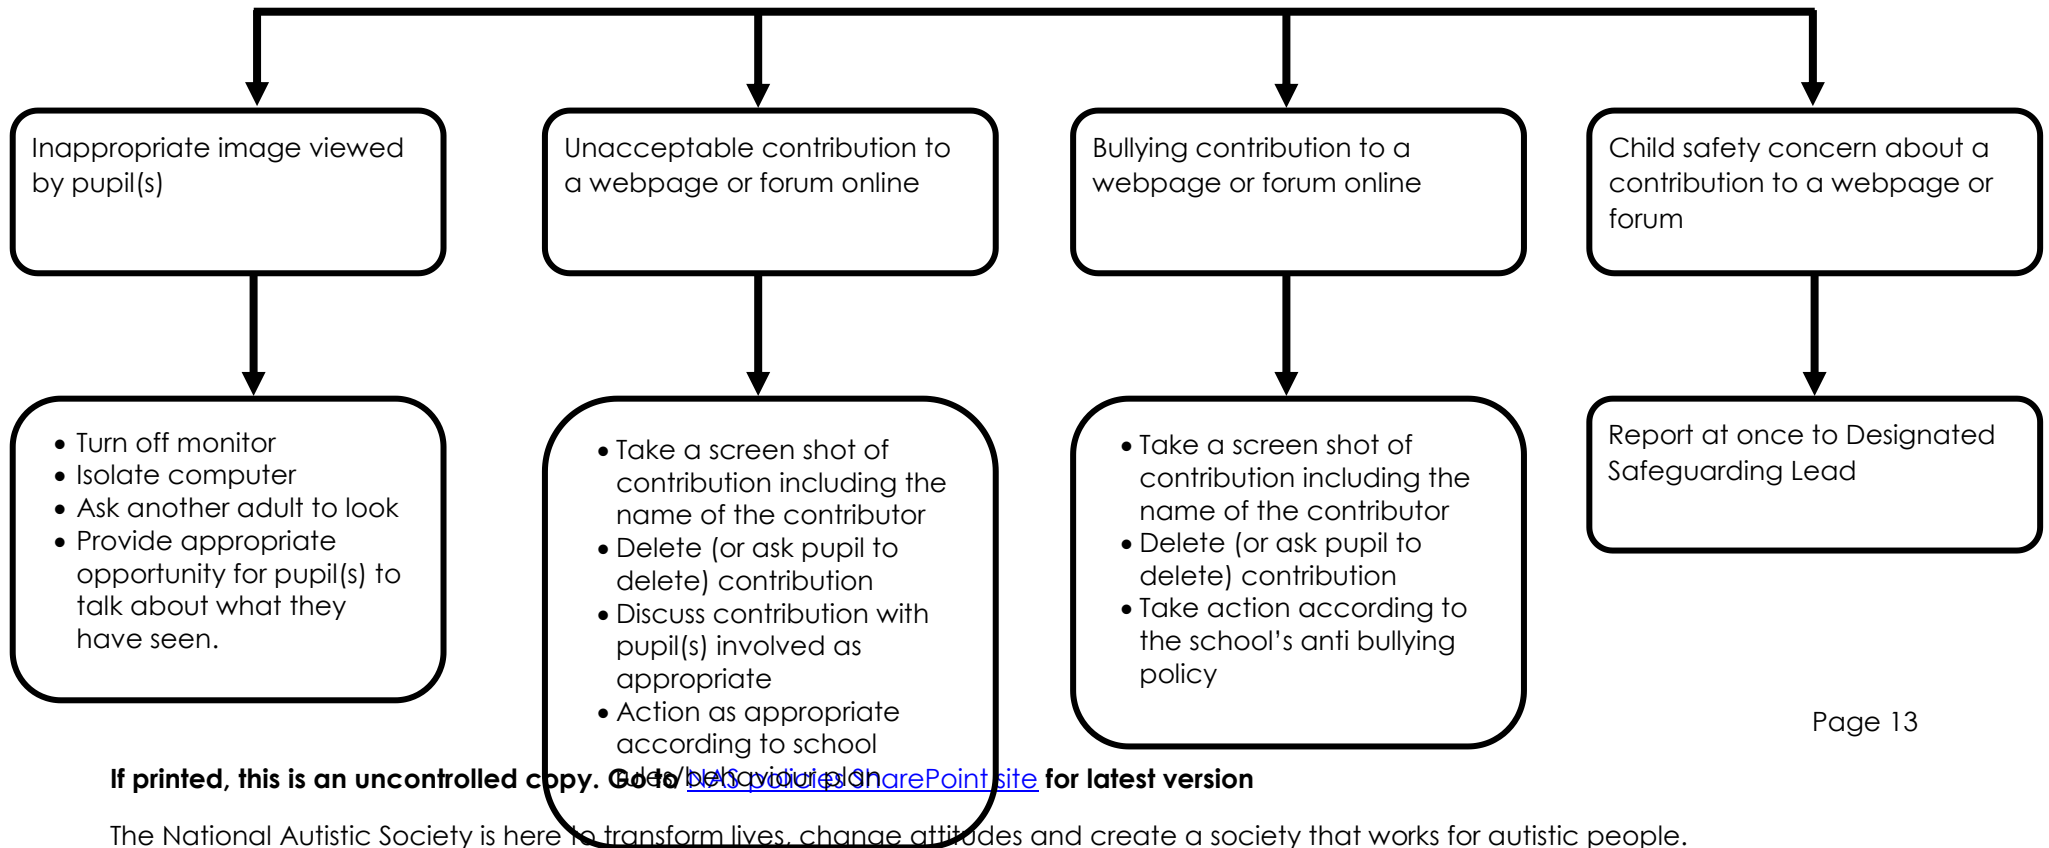 Inappropriate image viewed
by pupil(s)
Unacceptable contribution to
a webpage or forum online
Bullying contribution to a
webpage or forum online
Child safety concern about a
contribution to a webpage or
forum
• Turn off monitor
• Isolate computer
• Ask another adult to look
• Provide appropriate
opportunity for pupil(s) to
talk about what they
have seen.
• Take a screen shot of
contribution including the
name of the contributor
• Delete (or ask pupil to
delete) contribution
• Discuss contribution with
pupil(s) involved as
appropriate
• Action as appropriate
according to school
rules/behaviour plan
• Take a screen shot of
contribution including the
name of the contributor
• Delete (or ask pupil to
delete) contribution
• Take action according to
the school’s anti bullying
policy
Report at once to Designated
Safeguarding Lead
Page 13
If printed, this is an uncontrolled copy. Go to NAS policies SharePoint site for latest version
The National Autistic Society is here to transform lives, change attitudes and create a society that works for autistic people.